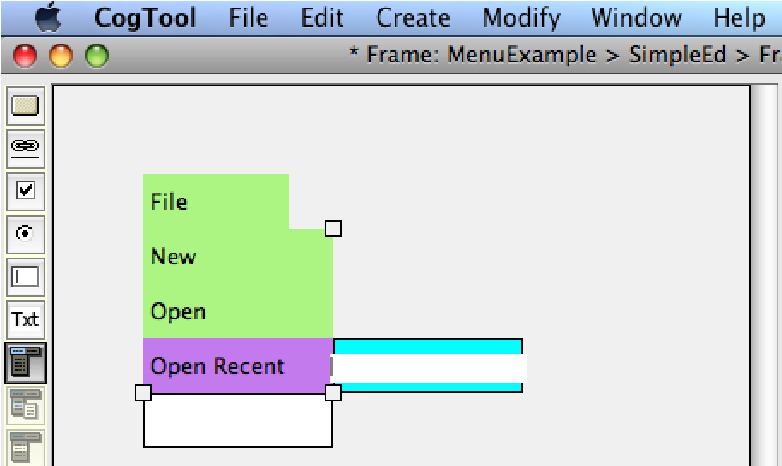 CogTool File Edit Create Modify Window Help
* Frame: MenuExample > SimpleEd > Fr
File
New
Open
Txt
Open Recent